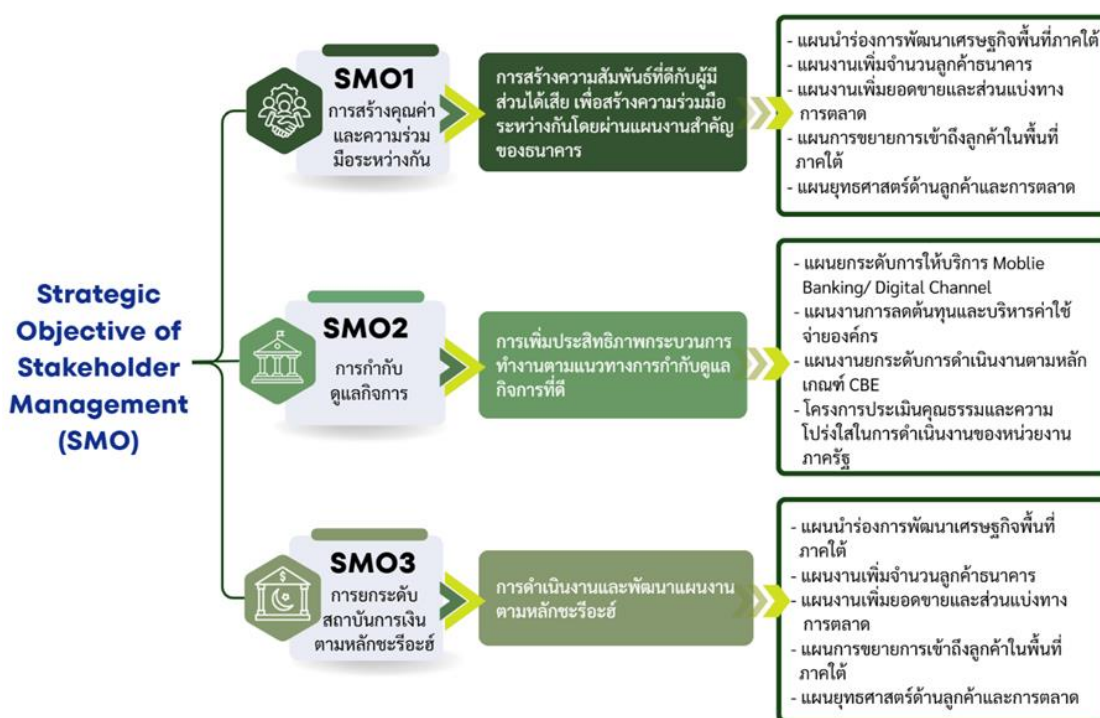 Strategic
Objective of
Stakeholder
Management
(SMO)
SMO1
การสร้างคุณค่า
และความร่วม
มือระหว่างกัน
การสร้างความสัมพันธ์ที่ดีกับผู้มี
ส่วนได้เสีย เพื่อสร้างความร่วมมือ
ระหว่างกันโดยผ่านแผนงานสำคัญ
ของธนาคาร
- แผนนำร่องการพัฒนาเศรษฐกิจพื้นที่ภาคใต้
- แผนงานเพิ่มจำนวนลูกค้าธนาคาร
- แผนงานเพิ่มยอดขายและส่วนแบ่งทาง
การตลาด
- แผนการขยายการเข้าถึงลูกค้าในพื้นที่
ภาคใต้
- แผนยุทธศาสตร์ด้านลูกค้าและการตลาด
SMO2
การกำกับ
ดูแลกิจการ
การเพิ่มประสิทธิภาพกระบวนการ
ทำงานตามแนวทางการกำกับดูแล
กิจการที่ดี
- แผนยกระดับการให้บริการ Moblie
Banking/ Digital Channel
- แผนงานการลดต้นทุนและบริหารค่าใช้
จ่ายองค์กร
- แผนงานยกระดับการดำเนินงานตามหลัก
เกณฑ์ CBE
- โครงการประเมินคุณธรรมและความ
โปร่งใสในการดำเนินงานของหน่วยงาน
ภาครัฐ
SMO3
การยกระดับ
สถาบันการเงิน
ตามหลักชะรีอะฮ์
การดำเนินงานและพัฒนาแผนงาน
ตามหลักชะรีอะฮ์
- แผนนำร่องการพัฒนาเศรษฐกิจพื้นที่
ภาคใต้
- แผนงานเพิ่มจำนวนลูกค้าธนาคาร
- แผนงานเพิ่มยอดขายและส่วนแบ่งทาง
การตลาด
- แผนการขยายการเข้าถึงลูกค้าในพื้นที่
ภาคใต้
- แผนยุทธศาสตร์ด้านลูกค้าและการตลาด